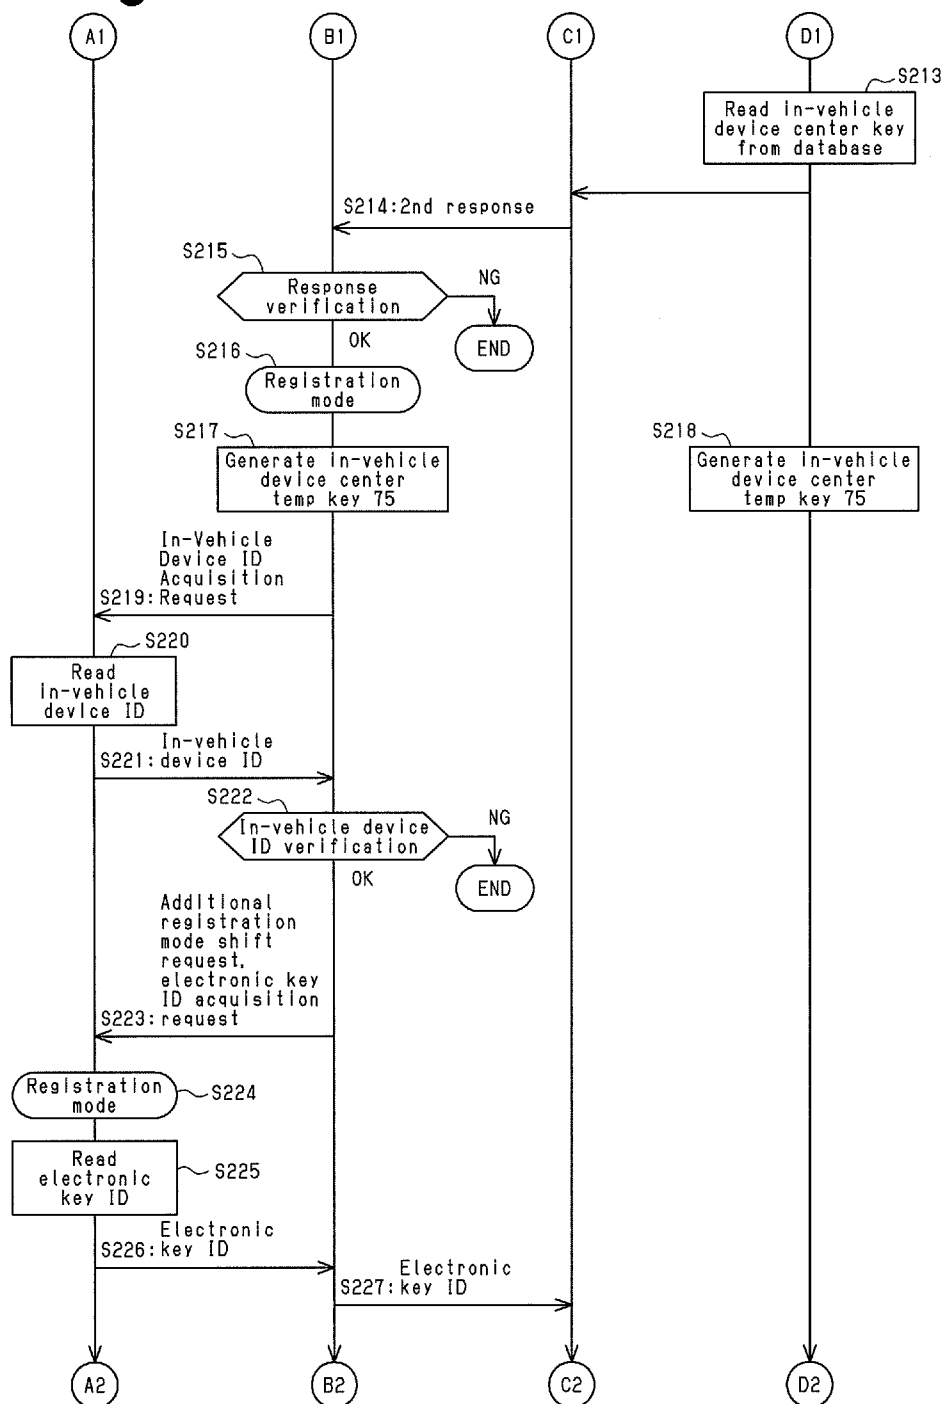 A1
B1
C1
D1
S213
Read in-vehicle
device center key
from database
S214:2nd response
S215
Response
verification
NG
OK
END
S216
Registration
mode
S217
Generate in-vehicle
device center
temp key 75
S218
Generate in-vehicle
device center
temp key 75
In-Vehicle
Device ID
Acquisition
S219:Request
S220
Read
in-vehicle
device ID
In-vehicle
S221:device ID
S222
In-vehicle device
ID verification
NG
OK
END
Additional
registration
mode shift
request,
electronic key
ID acquisition
S223:request
Registration
mode
S224
Read
electronic
key ID
S225
Electronic
S226:key ID
Electronic
S227:key ID
A2
B2
C2
D2